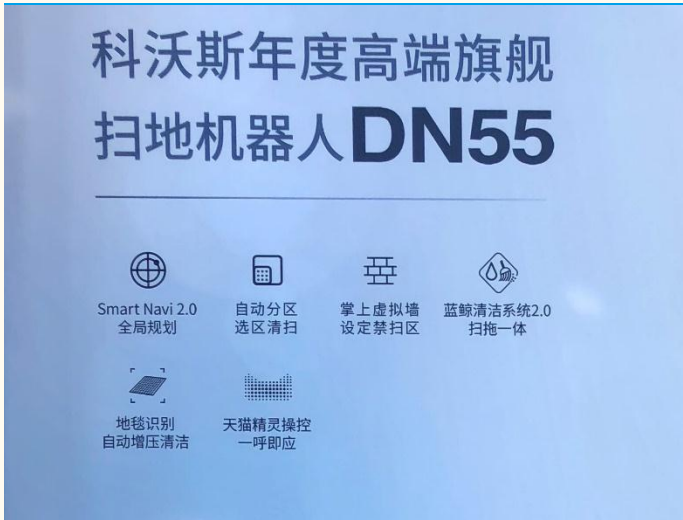 科沃斯年度高端旗舰
扫地机器人DN55
Smart Navi 2.0
全局规划
自动分区
选区清扫
掌上虚拟墙
设定禁扫区
蓝鲸清洁系统2.0
扫拖一体
地毯识别
自动增压清洁
天猫精灵操控
一呼即应